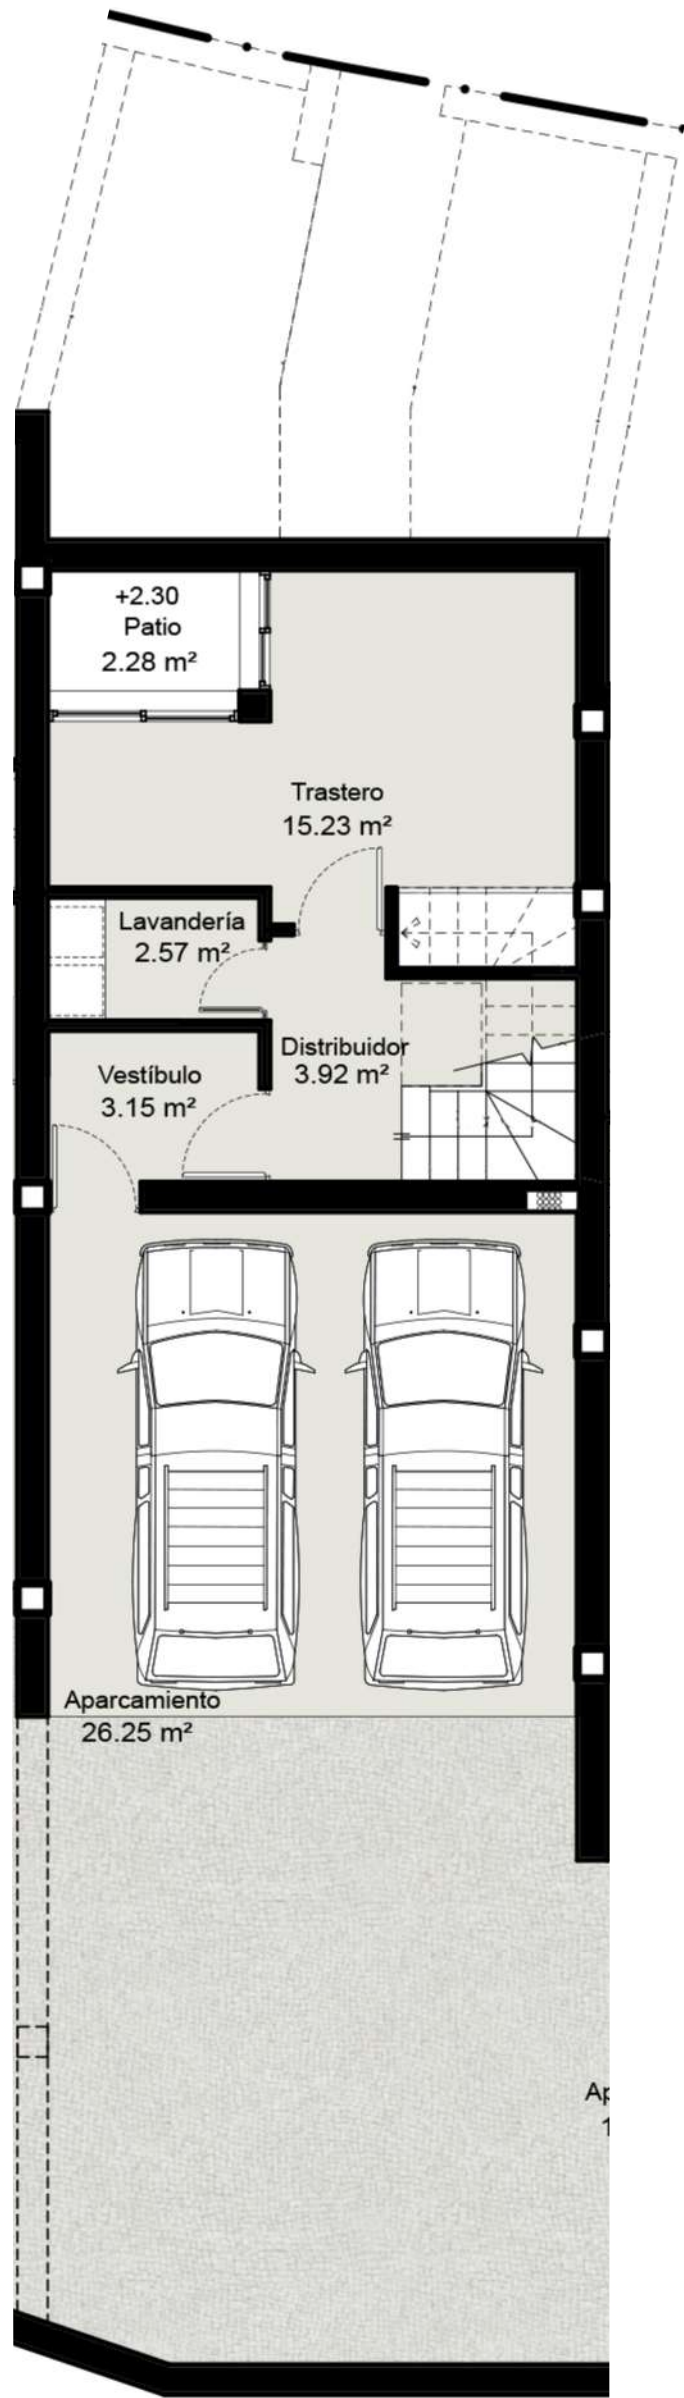 +2.30
Patio
2.28 m²
Trastero
15.23 m²
Lavandería
2.57 m²
Distribuidor
3.92 m²
Vestíbulo
3.15 m²
Aparcamiento
26.25 m²